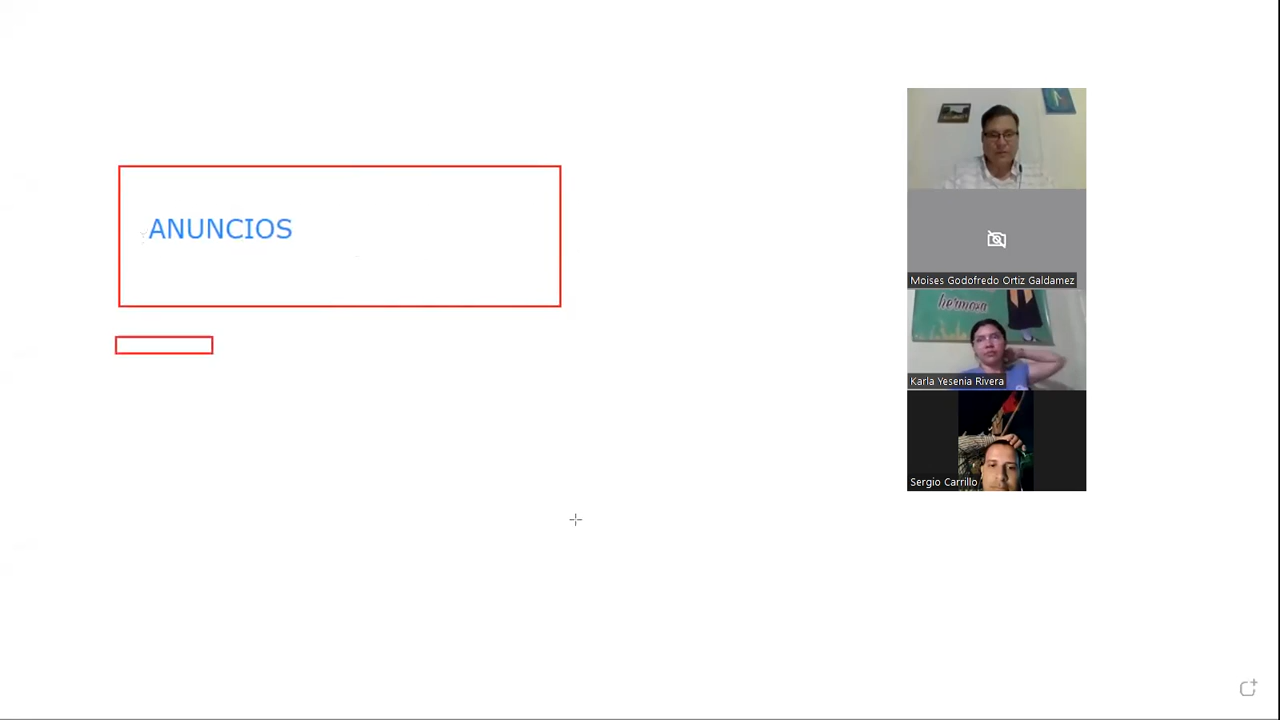 ANUNCIOS
Moises Godofredo Ortiz Galdamez
hermosa
Karla Yesenia Rivera
Sergio Carrillo